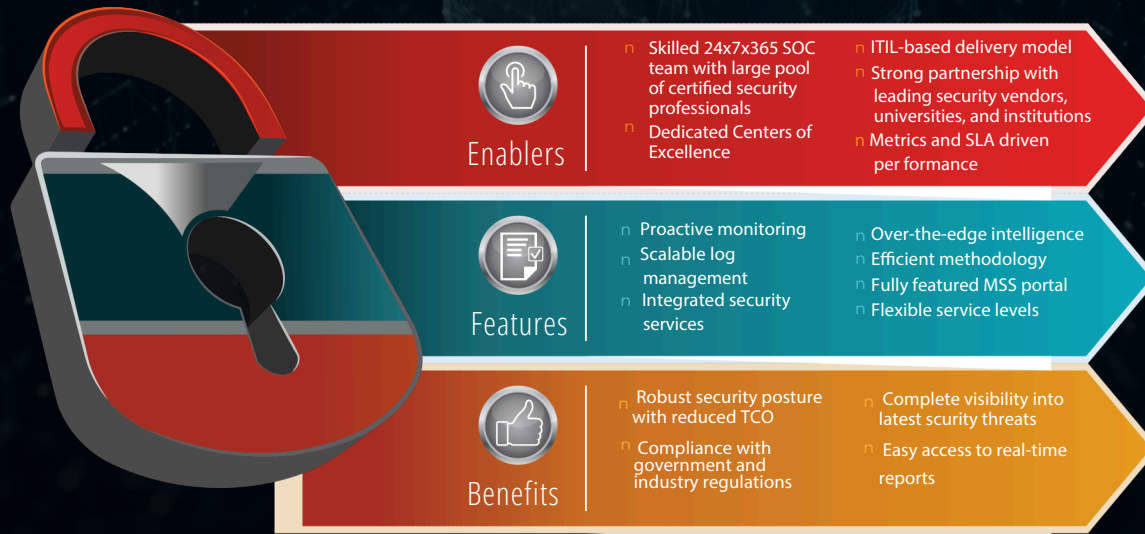 Enablers
n Skilled 24x7x365 SOC
team with large pool
of certified security
professionals
n Dedicated Centers of
Excellence
n ITIL-based delivery model
n Strong partnership with
leading security vendors,
universities, and institutions
n Metrics and SLA driven
per formance
Features
n Proactive monitoring
n Scalable log
management
n Integrated security
services
n Over-the-edge intelligence
n Efficient methodology
n Fully featured MSS portal
n Flexible service levels
Benefits
n Robust security posture
with reduced TCO
n Compliance with
government and
industry regulations
n Complete visibility into
latest scurity threats
n Easy access to real-time
reports